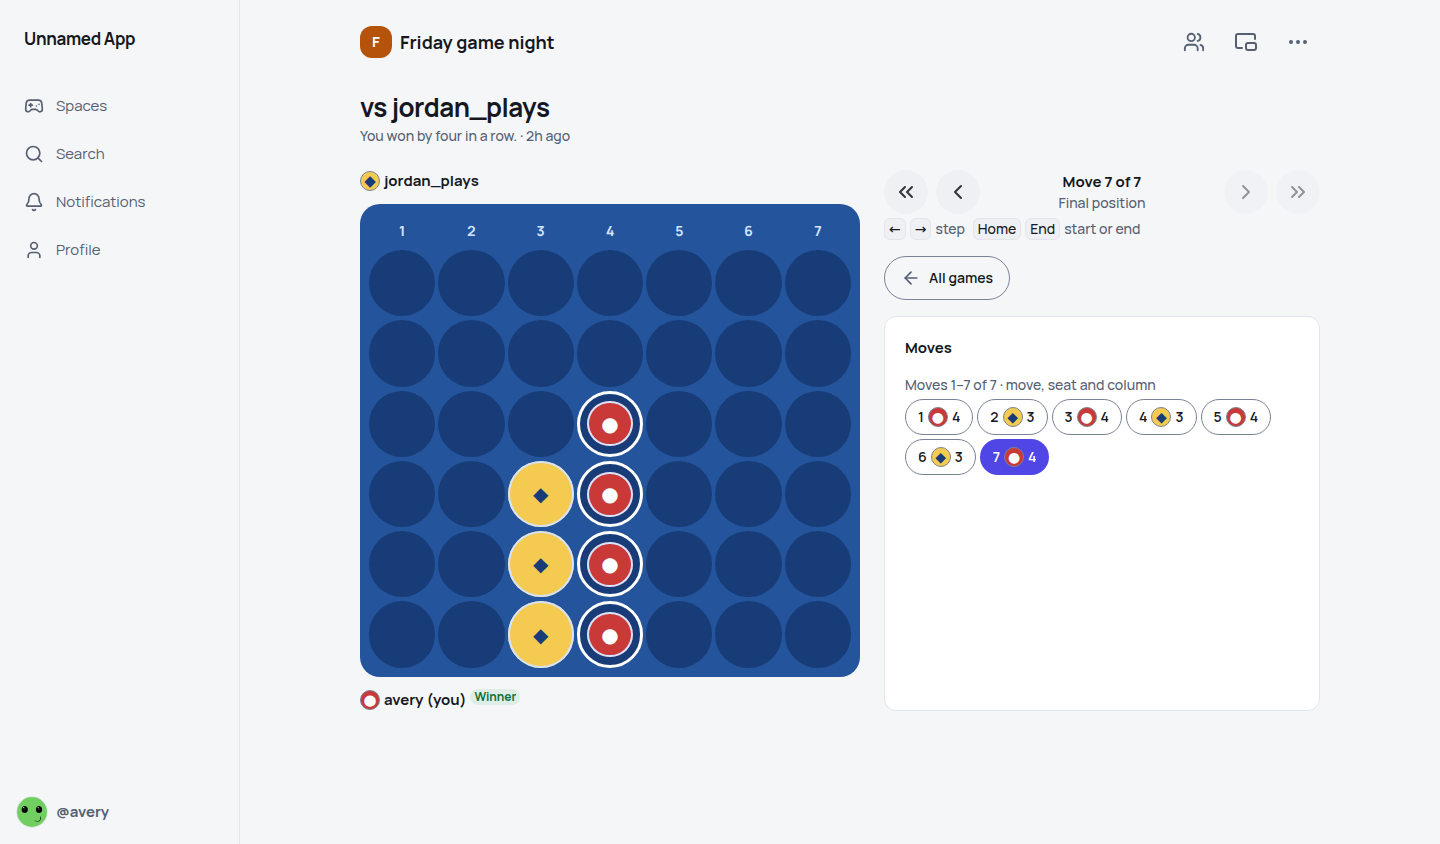 Unnamed App
Spaces
Search
Notifications
Profile
@avery
F Friday game night
vs jordan_plays
You won by four in a row. · 2h ago
jordan_plays
1 2 3 4 5 6 7
avery (you) Winner
Move 7 of 7
Final position
← → step Home End start or end
← All games
Moves
Moves 1–7 of 7 · move, seat and column
1 4 2 3 3 4 4 3 5 4
6 3 7 4